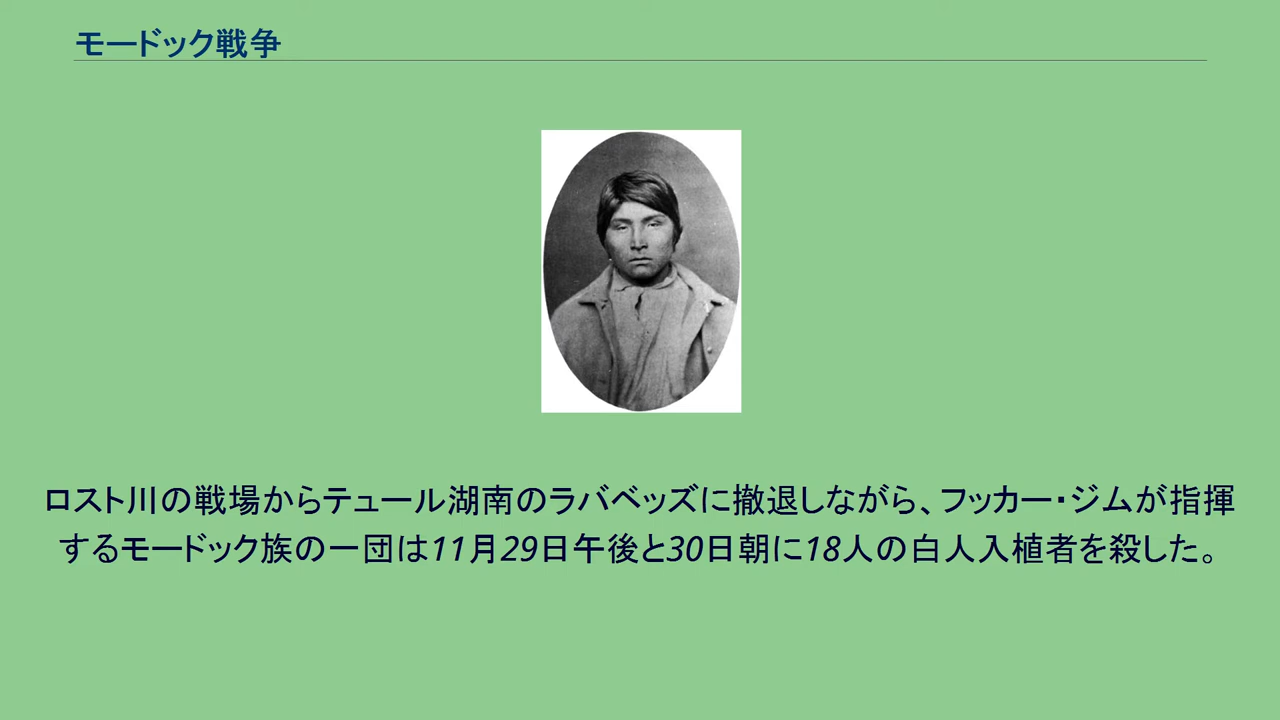 モードック戦争
ロスト川の戦場からテュール湖南のラバベッズに撤退しながら、フッカー・ジムが指揮
するモードック族の一団は11月29日午後と30日朝に18人の白人入植者を殺した。